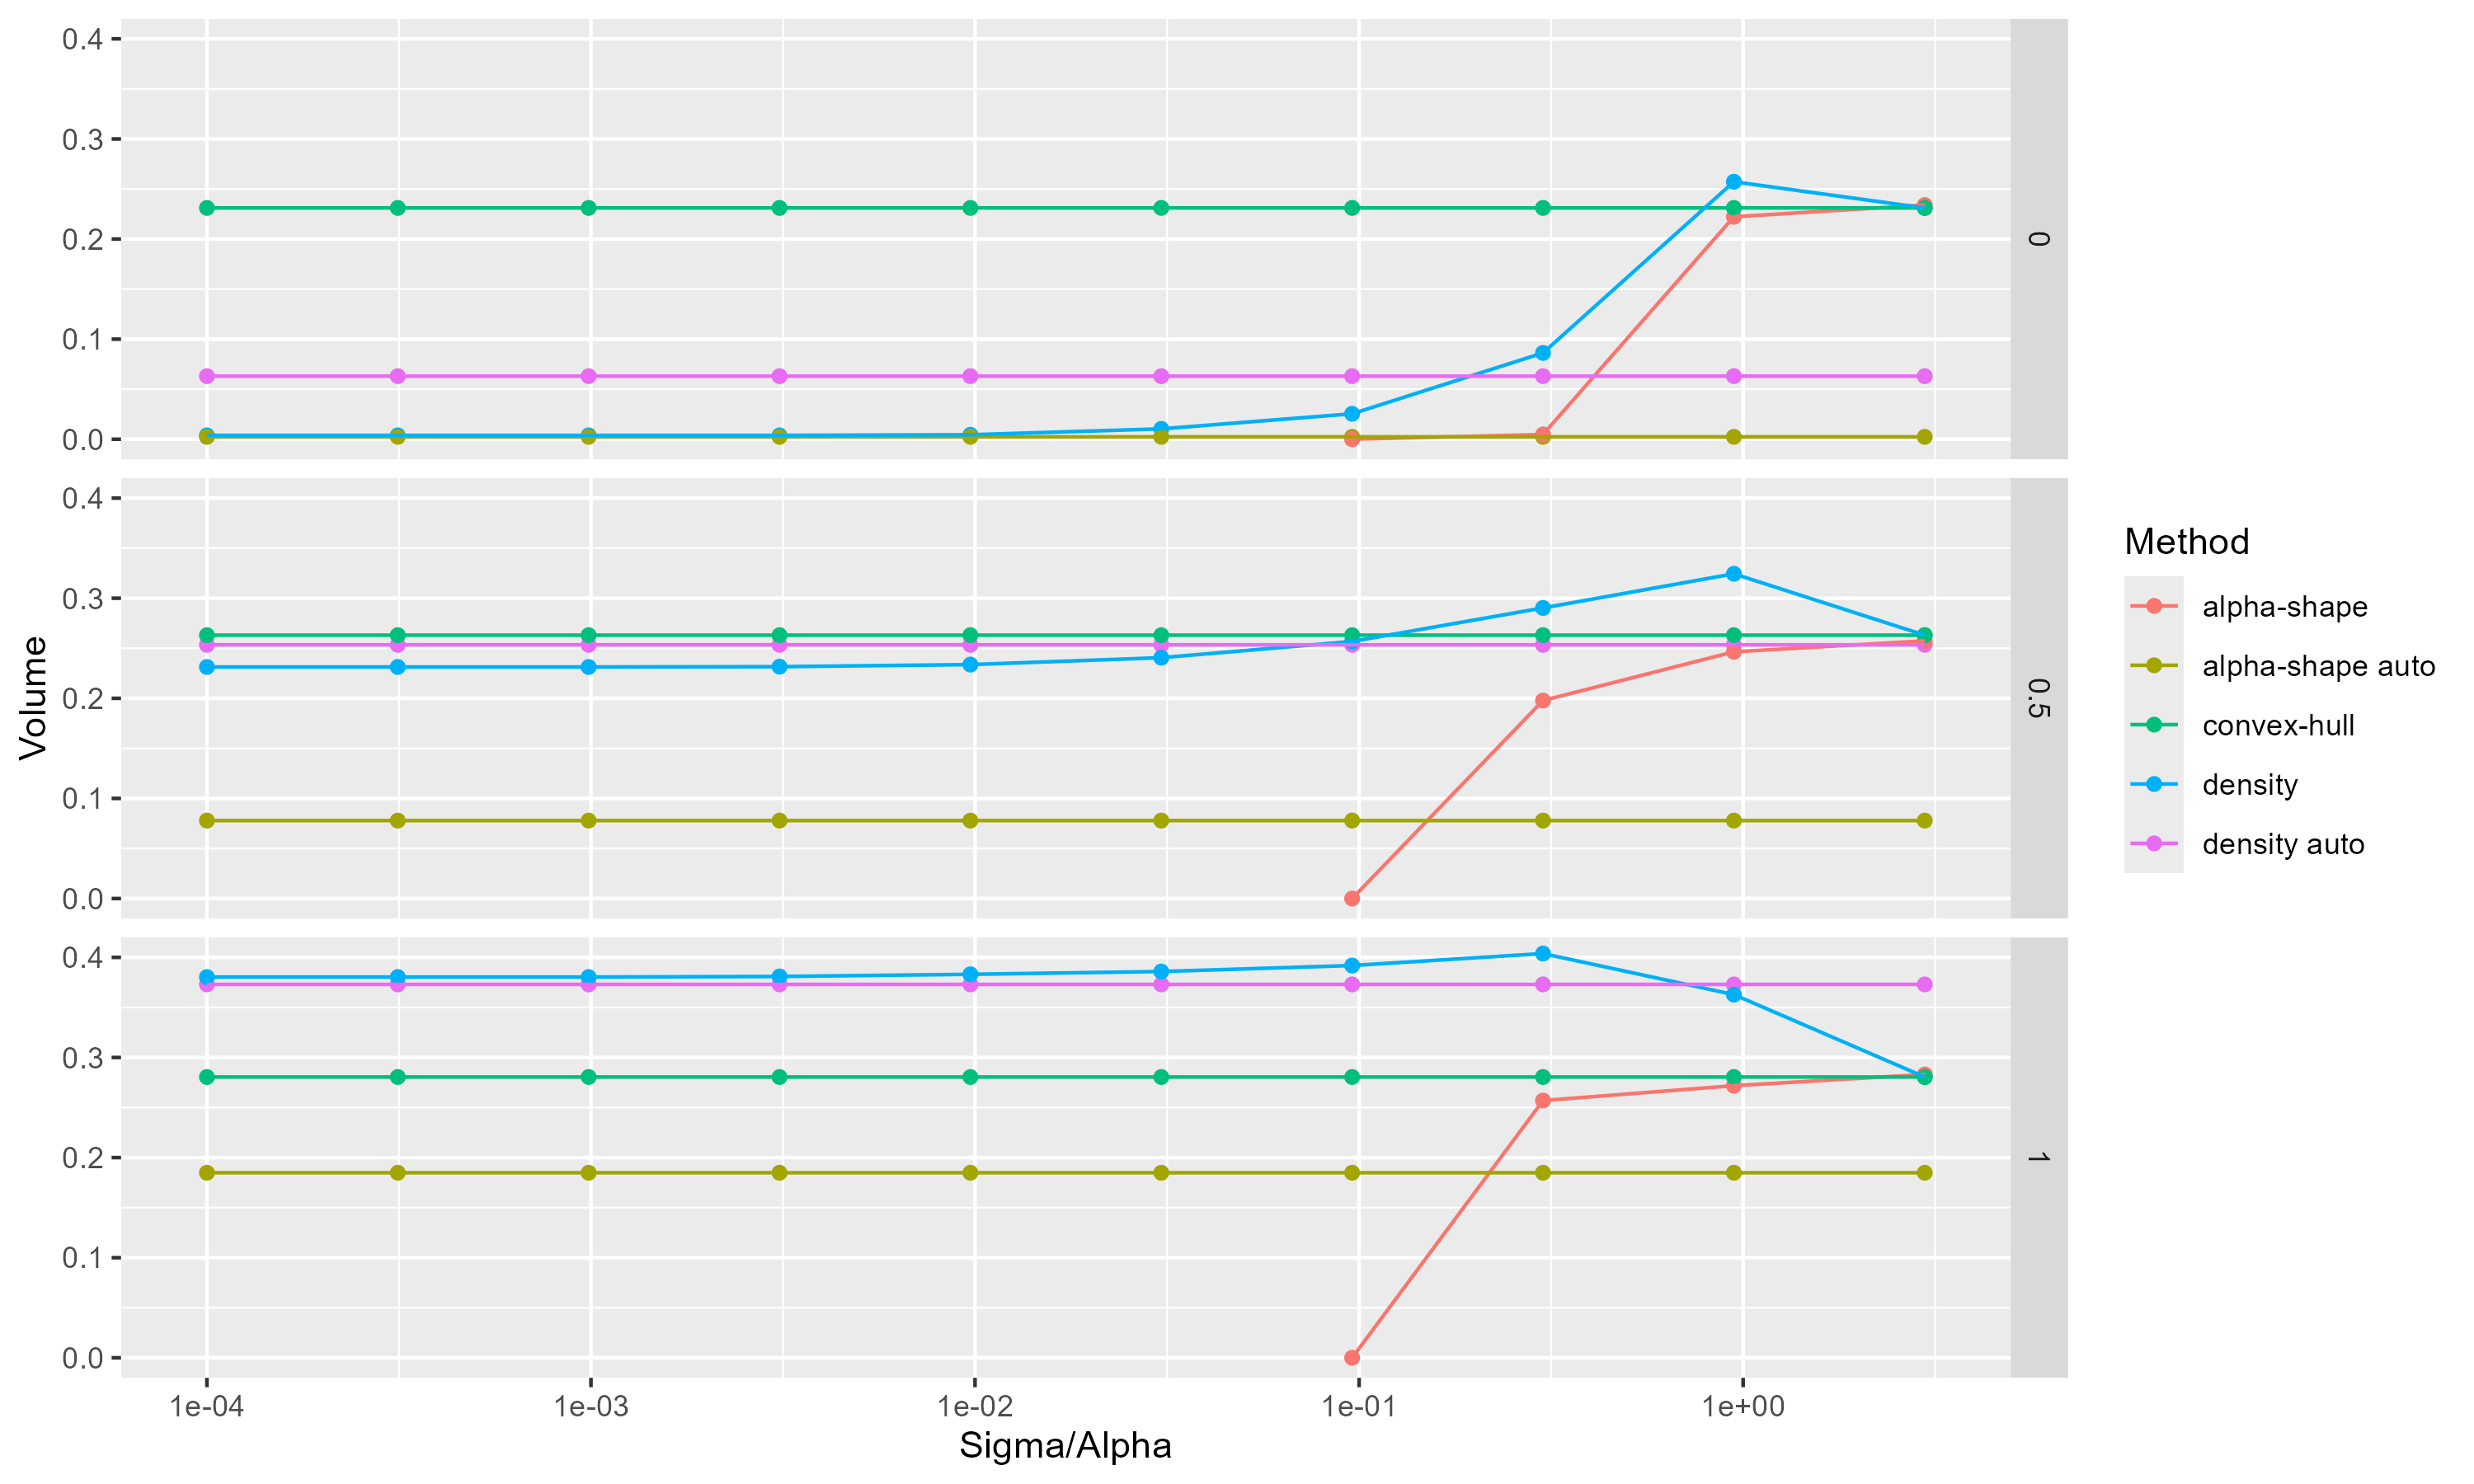 0.4
0.3
0.2
0.1
0.0
0
0.4
0.3
0.2
0.1
0.0
0.5
0.4
0.3
0.2
0.1
0.0
1
Volume
1e-04 1e-03 1e-02 1e-01 1e+00
Sigma/Alpha
Method
alpha-shape
alpha-shape auto
convex-hull
density
density auto